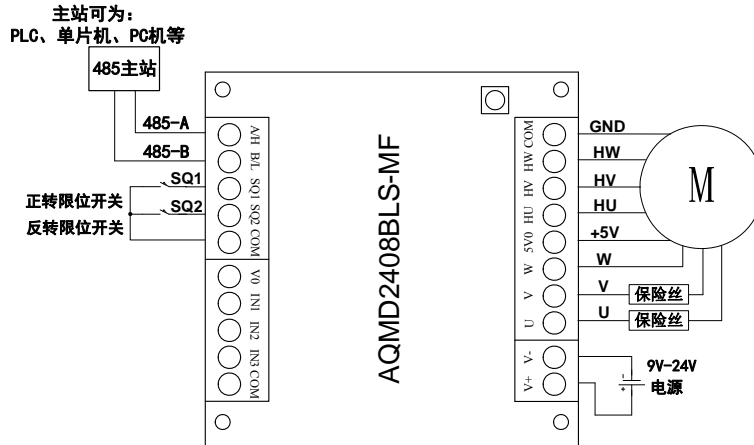 主站可为：
PLC、单片机、PC机等
485主站
485-A
485-B
SQ1
SQ2
正转限位开关
反转限位开关
A/H
B/L
SQ1
SQ2
COM
V0
IN1
IN2
IN3
COM
AQMD2408BLS-MF
COM
HW
HV
HU
5V0
W
V
U
V-
V+
GND
HW
HV
HU
+5V
W
V
U
保险丝
保险丝
M
9V-24V
电源
-
+